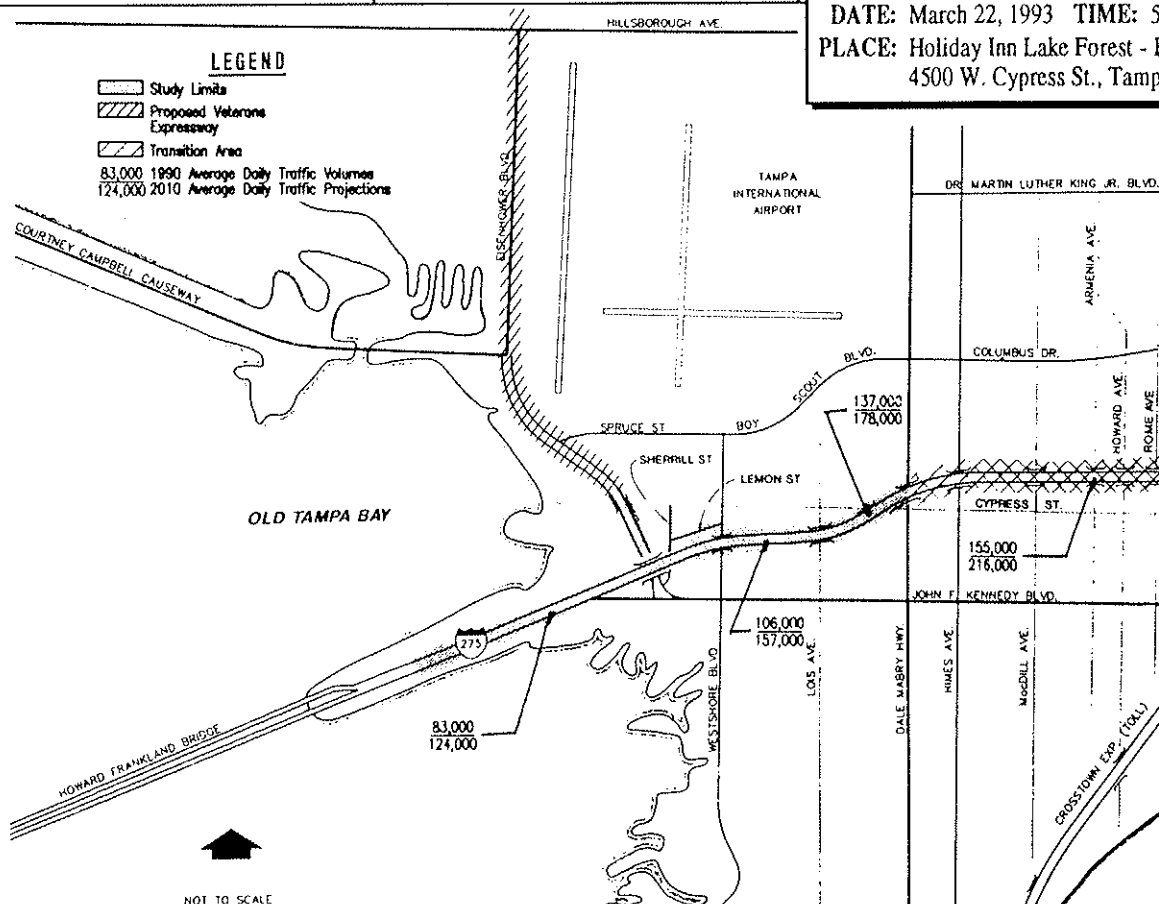 DATE: March 22, 1993 TIME: 5
PLACE: Holiday Inn Lake Forest -
4500 W. Cypress St., Tamp
HILLSBOROUGH AVE.
LEGEND
Study Limits
Proposed Veterans
Expressway
Transition Area
83,000 1990 Average Daily Traffic Volumes
124,000 2010 Average Daily Traffic Projections
EISENHOWER BLVD
TAMPA
INTERNATIONAL
AIRPORT
DR. MARTIN LUTHER KING JR. BLVD.
COURTNEY CAMPBELL CAUSEWAY
ARMENIA AVE.
COLUMBUS DR.
SPRUCE ST
BOY
SCOUT
BLVD.
137,000
178,000
HOWARD AVE.
ROME AVE
SHERRILL ST
LEMON ST
OLD TAMPA BAY
CYPRESS ST.
155,000
216,000
JOHN F. KENNEDY BLVD.
106,000
157,000
275
WESTSHORE BLVD
LOIS AVE.
DALE MABRY HWY
HIMES AVE.
MacDILL AVE.
83,000
124,000
HOWARD FRANKLAND BRIDGE
CROSSTOWN EXP. (TOLL)
NOT TO SCALE